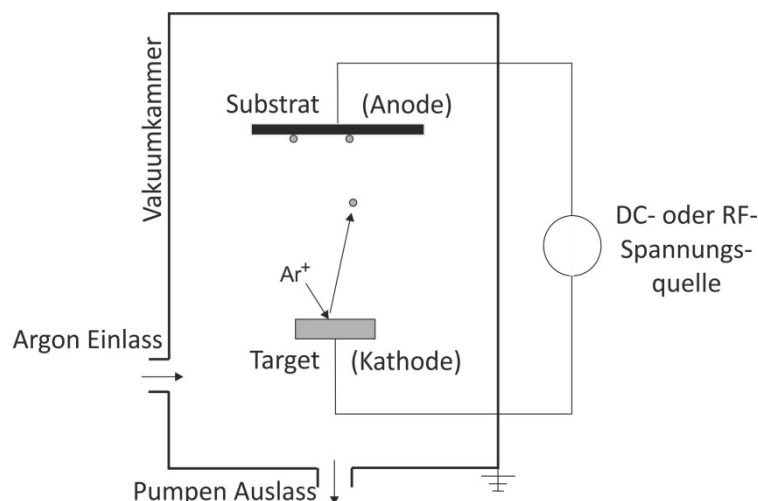 Vakuumkammer
Substrat (Anode)
DC- oder RF-
Spannungs-
quelle
Ar⁺
Argon Einlass
Target (Kathode)
Pumpen Auslass